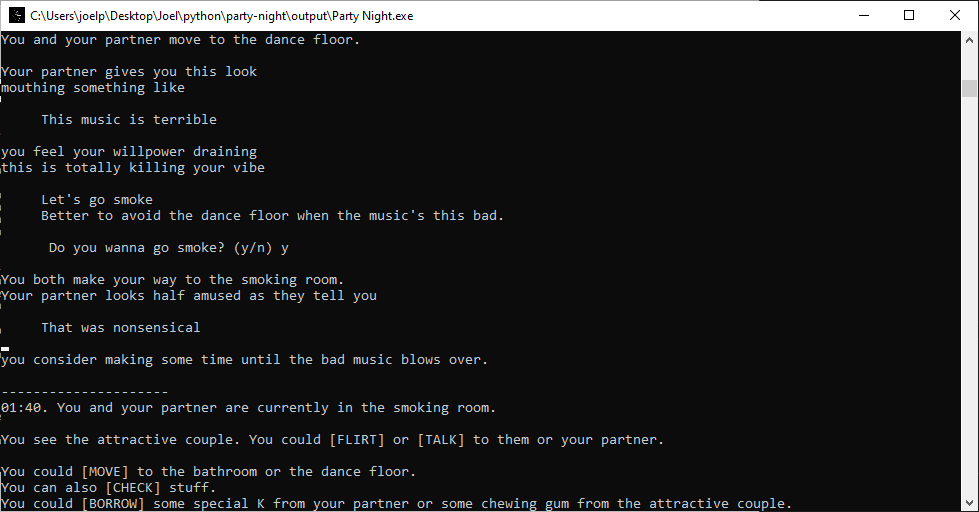 C:\Users\joelp\Desktop\Joel\python\party-night\output\Party Night.exe
You and your partner move to the dance floor.
Your partner gives you this look
mouthing something like
This music is terrible
you feel your willpower draining
this is totally killing your vibe
Let's go smoke
Better to avoid the dance floor when the music's this bad.
Do you wanna go smoke? (y/n) y
You both make your way to the smoking room.
Your partner looks half amused as they tell you
That was nonsensical
you consider making some time until the bad music blows over.
---------------------
01:40. You and your partner are currently in the smoking room.
You see the attractive couple. You could [FLIRT] or [TALK] to them or your partner.
You could [MOVE] to the bathroom or the dance floor.
You can also [CHECK] stuff.
You could [BORROW] some special K from your partner or some chewing gum from the attractive couple.